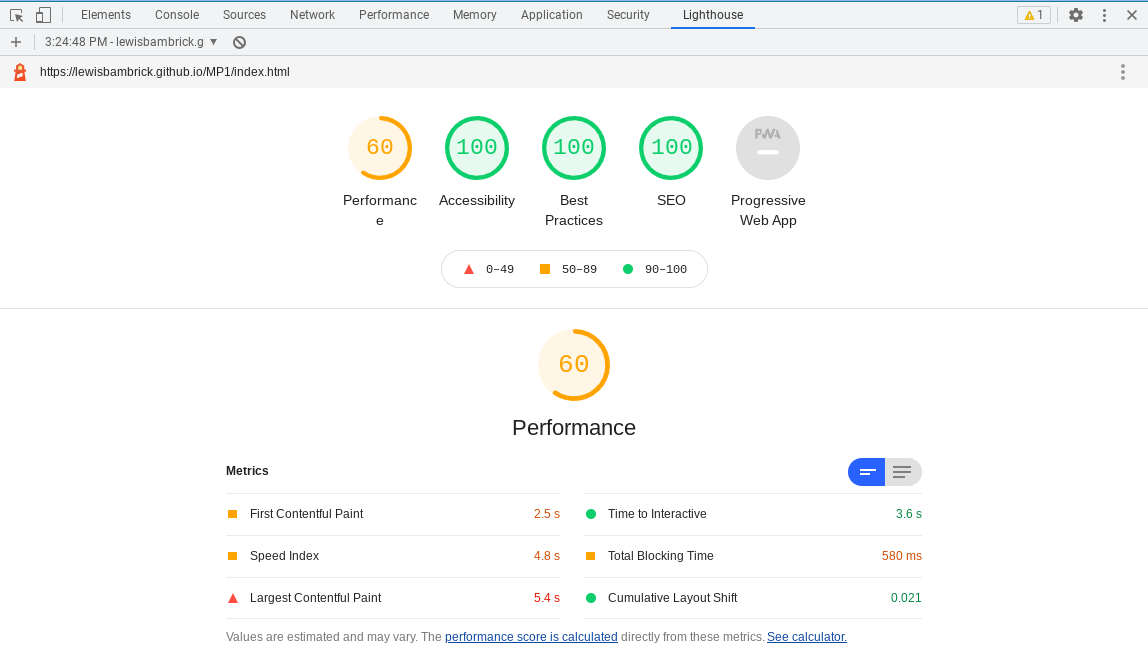 Elements Console Sources Network Performance Memory Application Security Lighthouse 1
3:24:48 PM - lewisbambrick.g
https://lewisbambrick.github.io/MP1/index.html
60 100 100 100 PWA
Performanc Accessibility Best SEO Progressive
e Practices Web App
0–49 50–89 90–100
60
Performance
Metrics
First Contentful Paint 2.5 s Time to Interactive 3.6 s
Speed Index 4.8 s Total Blocking Time 580 ms
Largest Contentful Paint 5.4 s Cumulative Layout Shift 0.021
Values are estimated and may vary. The performance score is calculated directly from these metrics. See calculator.